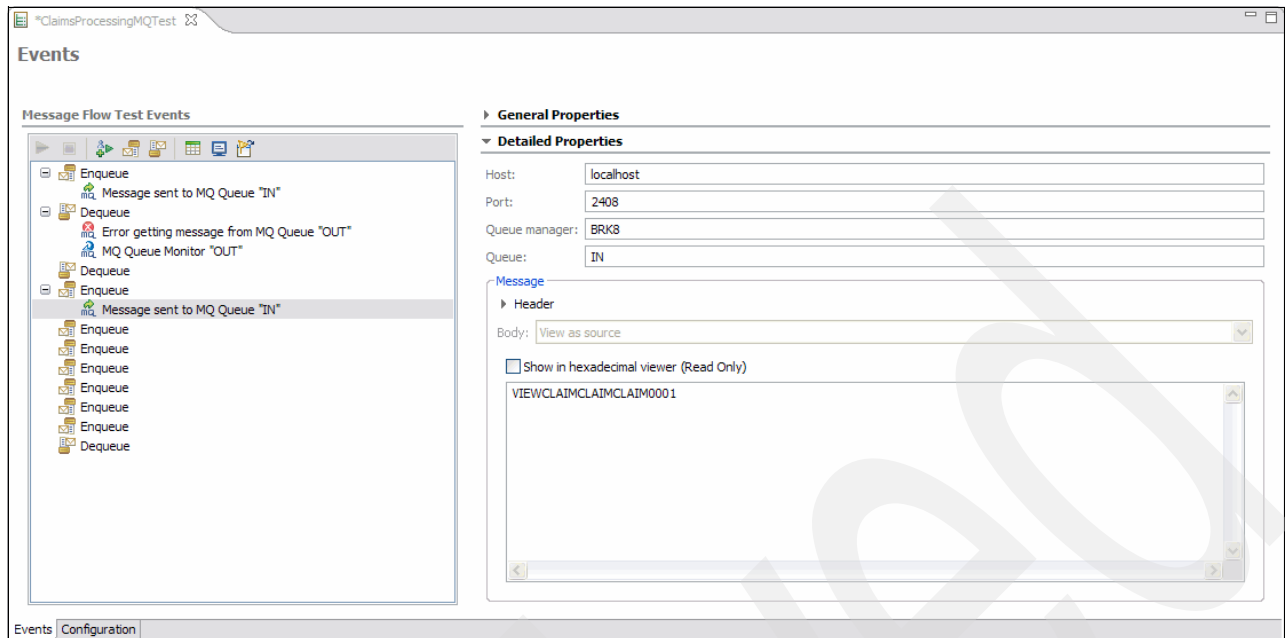 *ClaimsProcessingMQTest
Events
Message Flow Test Events
Enqueue
Message sent to MQ Queue "IN"
Dequeue
Error getting message from MQ Queue "OUT"
MQ Queue Monitor "OUT"
Dequeue
Enqueue
Message sent to MQ Queue "IN"
Enqueue
Enqueue
Enqueue
Enqueue
Enqueue
Enqueue
Dequeue
General Properties
Detailed Properties
Host: localhost
Port: 2408
Queue manager: BRK8
Queue: IN
Message
Header
Body: View as source
Show in hexadecimal viewer (Read Only)
VIEWCLAIMCLAIMCLAIM0001
Events Configuration